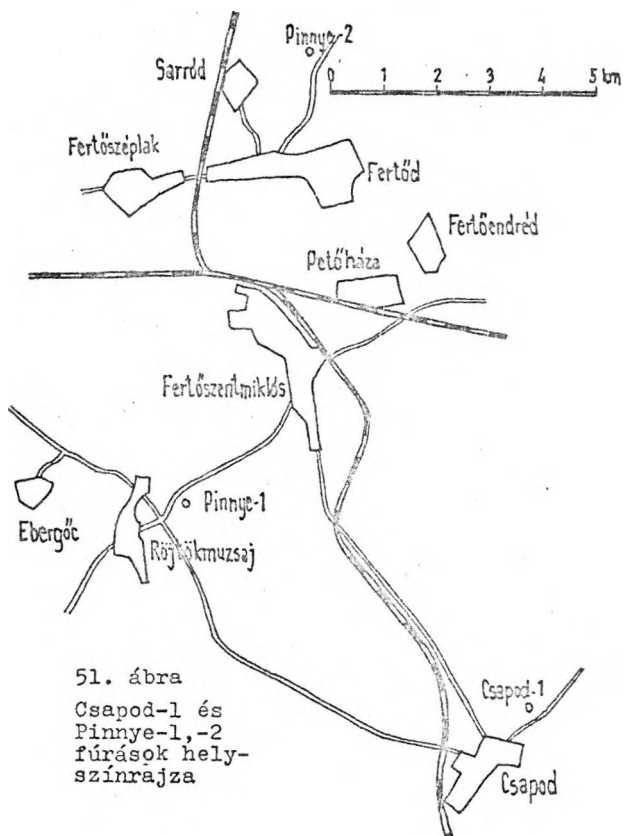 Pinnye-2
Sarród
0 1 2 3 4 5 km
Fertőszéplak
Fertőd
Fertőendréd
Petőháza
Fertőszentmiklós
Pinnye-1
Ebergőc
Röjtökmuzsaj
51. ábra
Csapod-1 és
Pinnye-1,-2
fúrások hely-
színrajza
Csapod-1
Csapod